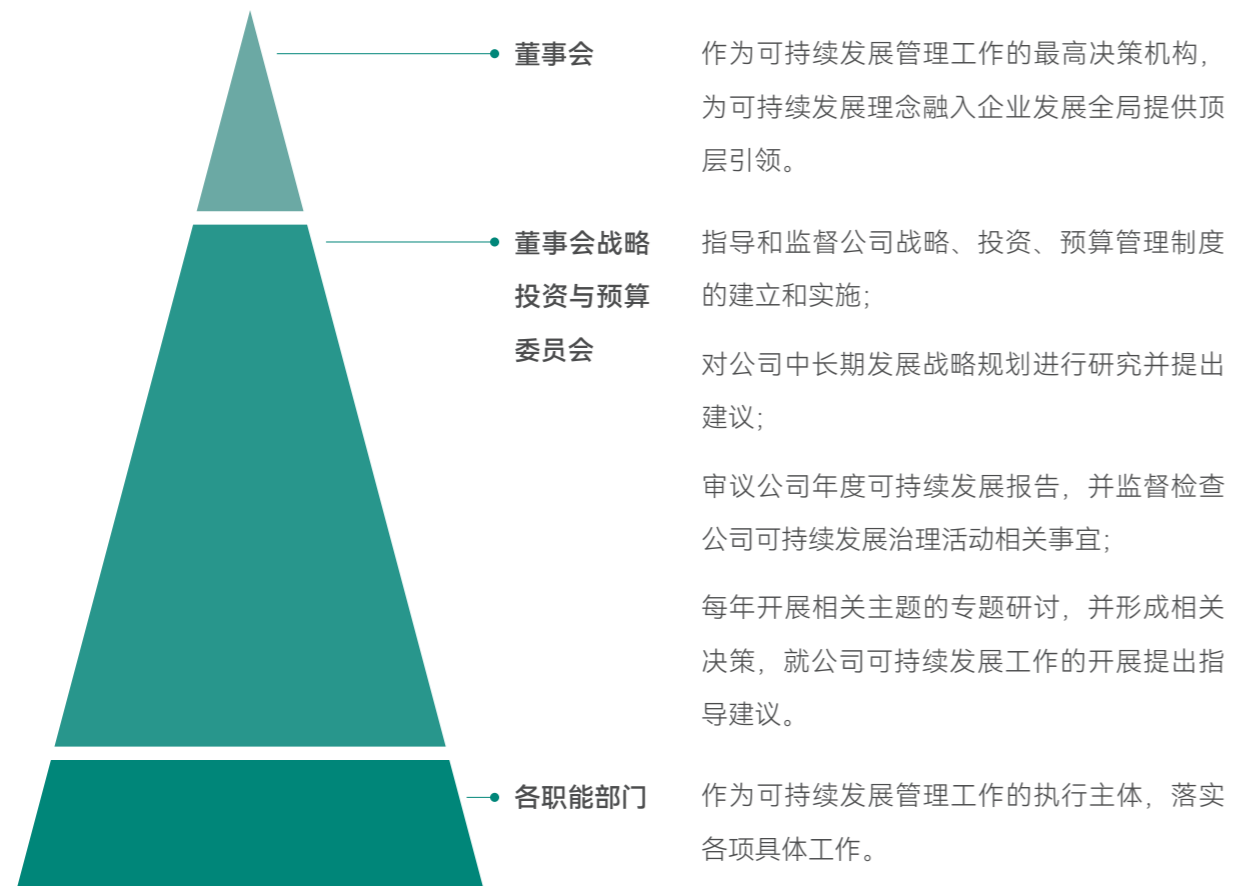 董事会
作为可持续发展管理工作的最高决策机构，
为可持续发展理念融入企业发展全局提供顶
层引领。
董事会战略
投资与预算
委员会
指导和监督公司战略、投资、预算管理制度
的建立和实施；
对公司中长期发展战略规划进行研究并提出
建议；
审议公司年度可持续发展报告，并监督检查
公司可持续发展治理活动相关事宜；
每年开展相关主题的专题研讨，并形成相关
决策，就公司可持续发展工作的开展提出指
导建议。
各职能部门
作为可持续发展管理工作的执行主体，落实
各项具体工作。